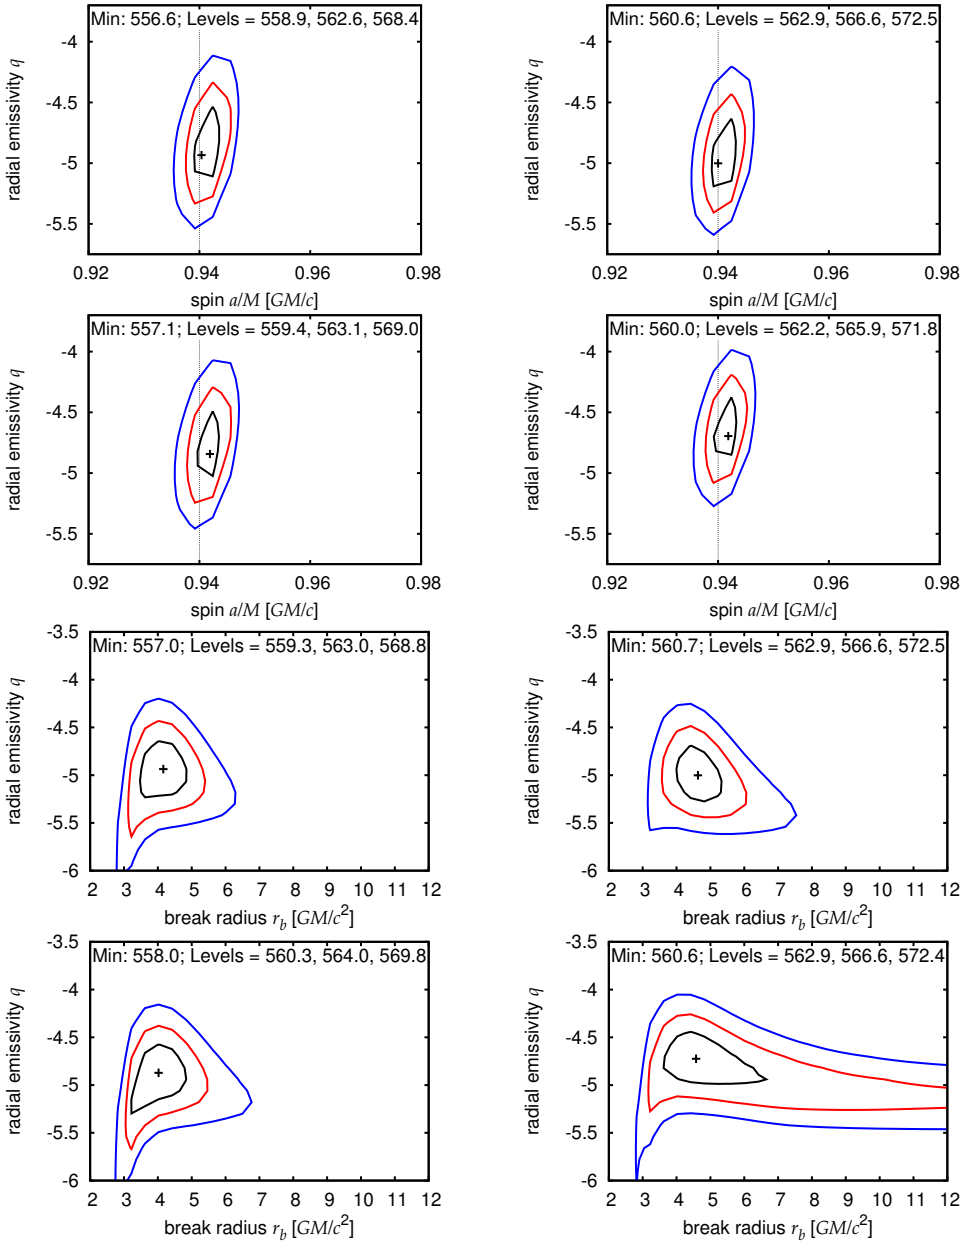 Min: 556.6; Levels = 558.9, 562.6, 568.4
-4
-4.5
-5
-5.5
radial emissivity q
0.92 0.94 0.96 0.98
spin a/M [GM/c]
Min: 560.6; Levels = 562.9, 566.6, 572.5
-4
-4.5
-5
-5.5
radial emissivity q
0.92 0.94 0.96 0.98
spin a/M [GM/c]
Min: 557.1; Levels = 559.4, 563.1, 569.0
-4
-4.5
-5
-5.5
radial emissivity q
0.92 0.94 0.96 0.98
spin a/M [GM/c]
Min: 560.0; Levels = 562.2, 565.9, 571.8
-4
-4.5
-5
-5.5
radial emissivity q
0.92 0.94 0.96 0.98
spin a/M [GM/c]
-3.5
Min: 557.0; Levels = 559.3, 563.0, 568.8
-4
-4.5
-5
-5.5
-6
radial emissivity q
2 3 4 5 6 7 8 9 10 11 12
break radius r_b [GM/c²]
-3.5
Min: 560.7; Levels = 562.9, 566.6, 572.5
-4
-4.5
-5
-5.5
-6
radial emissivity q
2 3 4 5 6 7 8 9 10 11 12
break radius r_b [GM/c²]
-3.5
Min: 558.0; Levels = 560.3, 564.0, 569.8
-4
-4.5
-5
-5.5
-6
radial emissivity q
2 3 4 5 6 7 8 9 10 11 12
break radius r_b [GM/c²]
-3.5
Min: 560.6; Levels = 562.9, 566.6, 572.4
-4
-4.5
-5
-5.5
-6
radial emissivity q
2 3 4 5 6 7 8 9 10 11 12
break radius r_b [GM/c²]